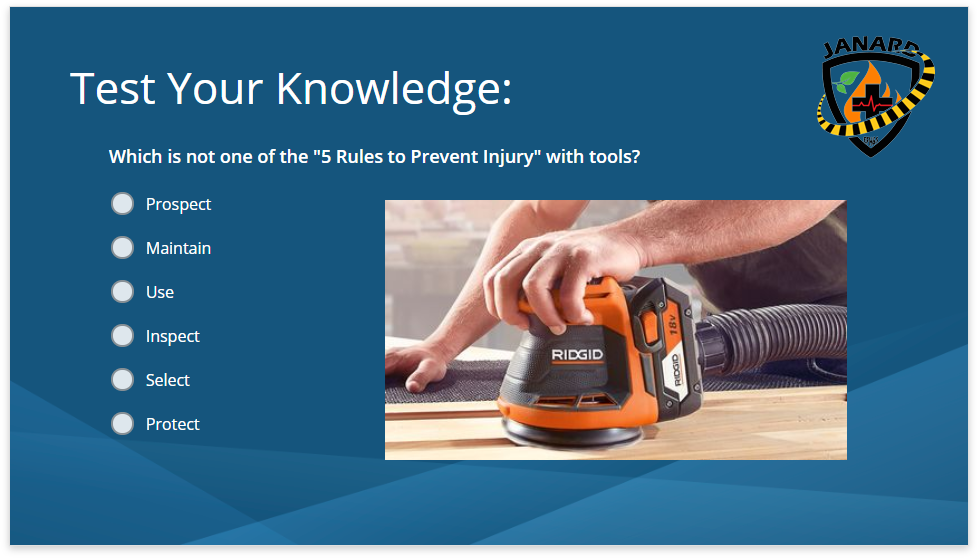 JANARD
Test Your Knowledge:
Which is not one of the "5 Rules to Prevent Injury" with tools?
Prospect
Maintain
Use
Inspect
Select
Protect
RIDGID
18V
RIDGID